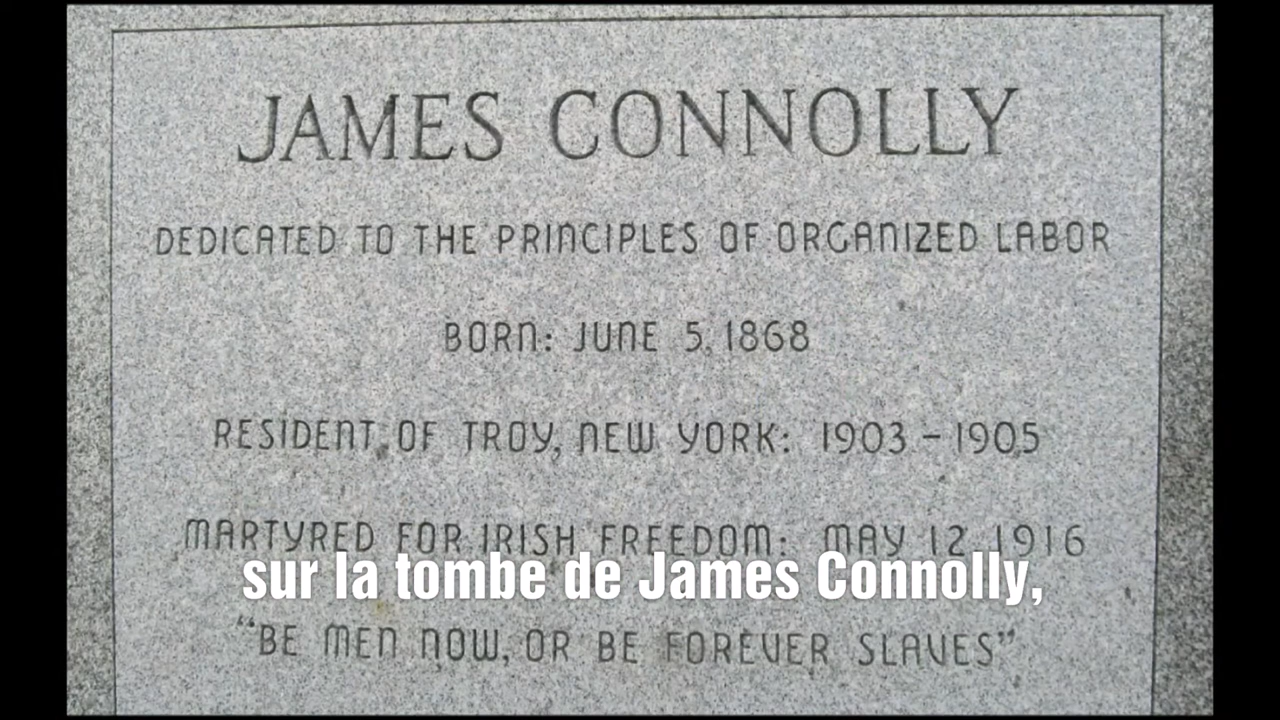 JAMES CONNOLLY
DEDICATED TO THE PRINCIPLES OF ORGANIZED LABOR
BORN: JUNE 5, 1868
RESIDENT OF TROY, NEW YORK: 1903 – 1905
MARTYRED FOR IRISH FREEDOM: MAY 12, 1916
sur la tombe de James Connolly,
"BE MEN NOW, OR BE FOREVER SLAVES"